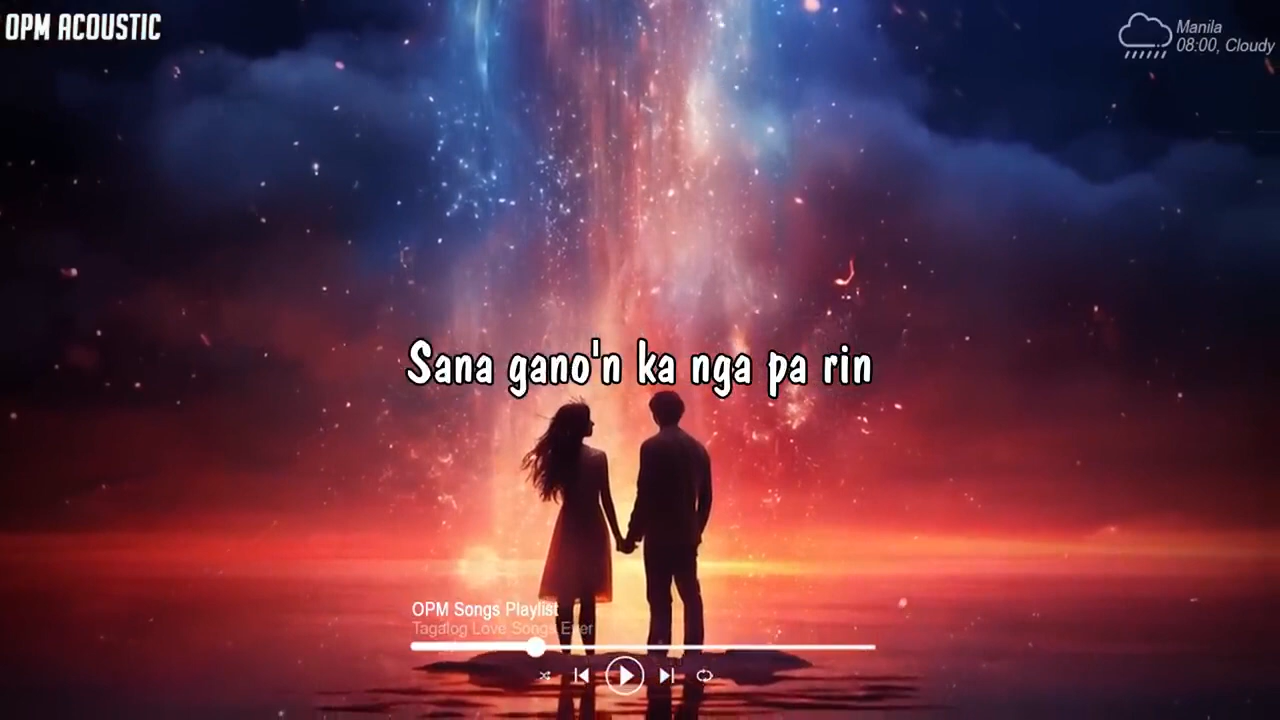 OPM ACOUSTIC
Manila
08:00, Cloudy
Sana gano'n ka nga pa rin
OPM Songs Playlist
Tagalog Love Songs Ever